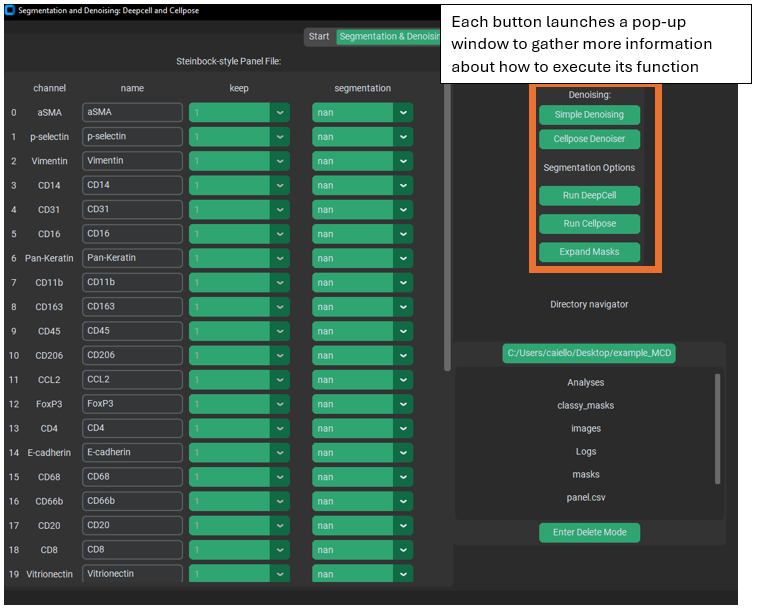 Segmentation and Denoising: Deepcell and Cellpose
Each button launches a pop-up
window to gather more information
about how to execute its function
Start Segmentation & Denoisin
Steinbock-style Panel File:
channel name keep segmentation
0 aSMA aSMA 1 nan
1 p-selectin p-selectin 1 nan
2 Vimentin Vimentin 1 nan
3 CD14 CD14 1 nan
4 CD31 CD31 1 nan
5 CD16 CD16 1 nan
6 Pan-Keratin Pan-Keratin 1 nan
7 CD11b CD11b 1 nan
8 CD163 CD163 1 nan
9 CD45 CD45 1 nan
10 CD206 CD206 1 nan
11 CCL2 CCL2 1 nan
12 FoxP3 FoxP3 1 nan
13 CD4 CD4 1 nan
14 E-cadherin E-cadherin 1 nan
15 CD68 CD68 1 nan
16 CD66b CD66b 1 nan
17 CD20 CD20 1 nan
18 CD8 CD8 1 nan
19 Vitrionectin Vitrionectin 1 nan
Denoising:
Simple Denoising
Cellpose Denoiser
Segmentation Options
Run DeepCell
Run Cellpose
Expand Masks
Directory navigator
C:/Users/caiello/Desktop/example_MCD
Analyses
classy_masks
images
Logs
masks
panel.csv
Enter Delete Mode